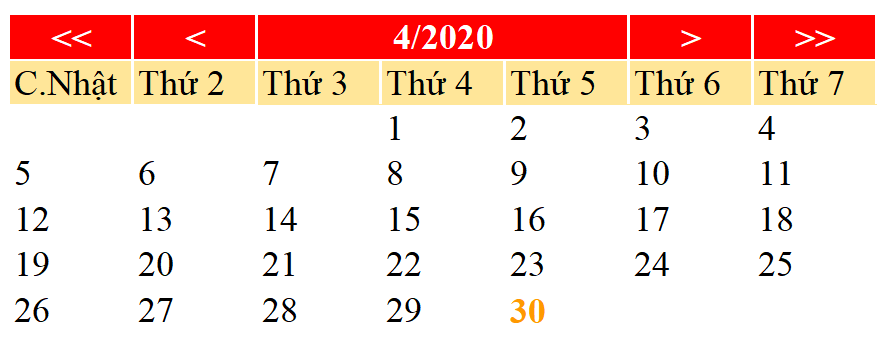 << < 4/2020 > >>
C.Nhật Thứ 2 Thứ 3 Thứ 4 Thứ 5 Thứ 6 Thứ 7
1 2 3 4
5 6 7 8 9 10 11
12 13 14 15 16 17 18
19 20 21 22 23 24 25
26 27 28 29 30